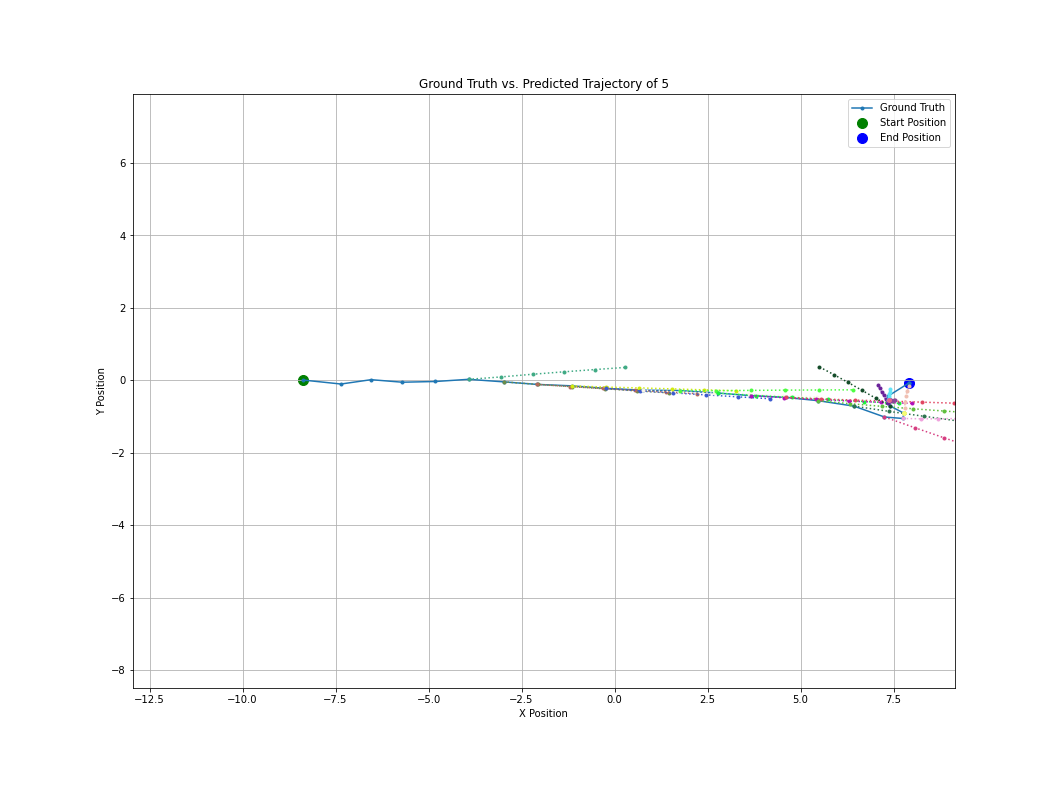 Ground Truth vs. Predicted Trajectory of 5
Ground Truth
Start Position
End Position
6
4
2
0
−2
−4
−6
−8
Y Position
−12.5
−10.0
−7.5
−5.0
−2.5
0.0
2.5
5.0
7.5
X Position